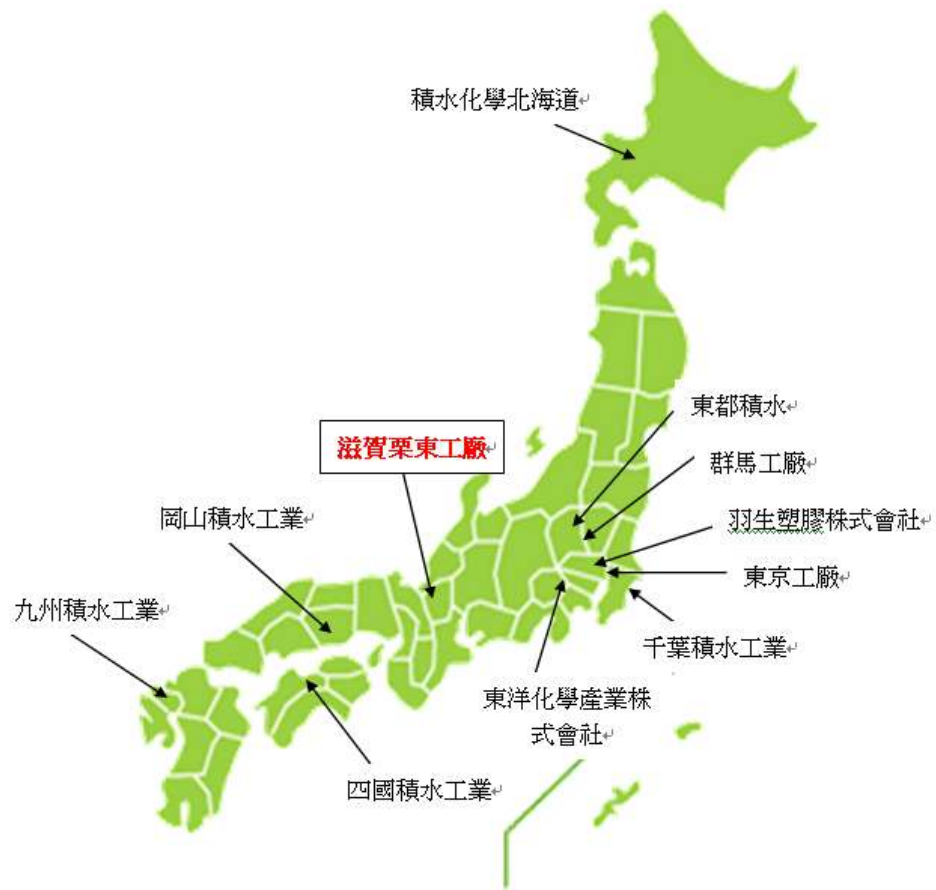 積水化學北海道
東都積水
滋賀栗東工廠
群馬工廠
岡山積水工業
羽生塑膠株式會社
東京工廠
九州積水工業
千葉積水工業
東洋化學產業株
式會社
四國積水工業